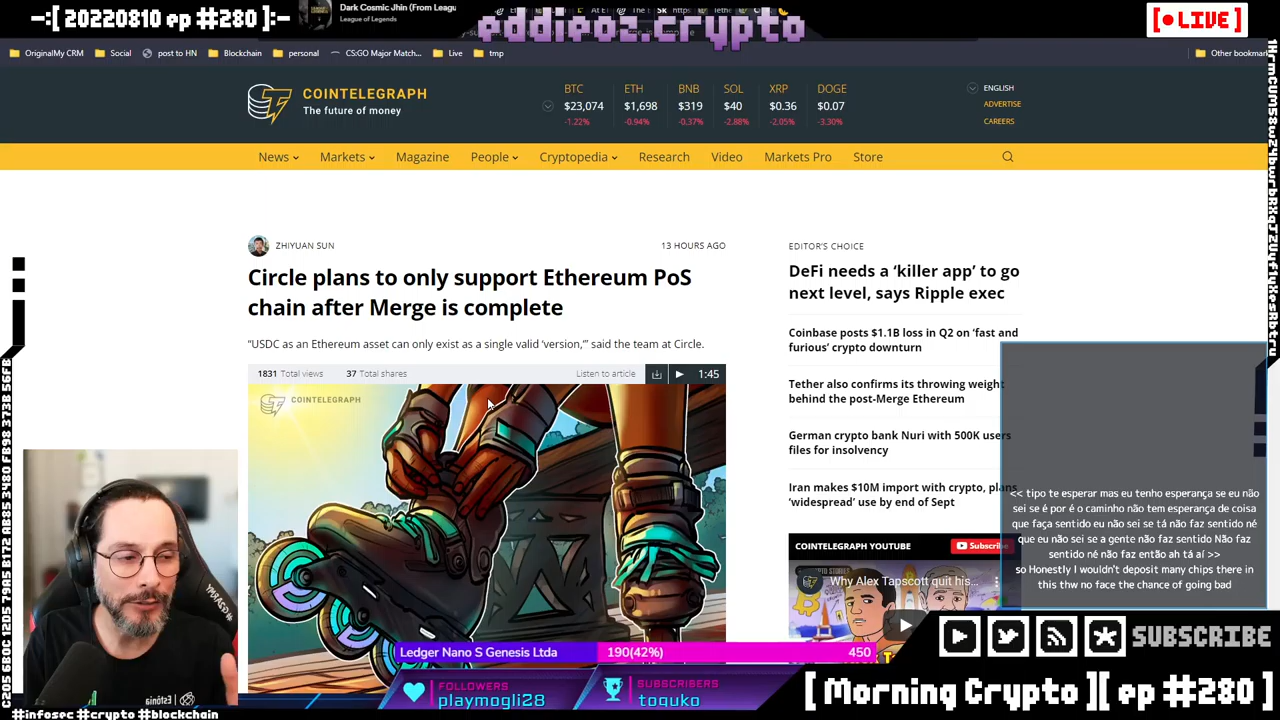 -:[ 20220810 ep #280 ]:-
Dark Cosmic Jhin (From Leagu
League of Legends
eddieoz.crypto
[ LIVE ]
OriginalMy CRM
Social
post to HN
Blockchain
personal
CS:GO Major Match...
Live
tmp
Other bookmar
COINTELEGRAPH
The future of money
BTC ETH BNB SOL XRP DOGE
$23,074 $1,698 $319 $40 $0.36 $0.07
-1.22% -0.94% -0.37% -2.88% -2.05% -3.30%
ENGLISH
ADVERTISE
CAREERS
News Markets Magazine People Cryptopedia Research Video Markets Pro Store
ZHIYUAN SUN
13 HOURS AGO
Circle plans to only support Ethereum PoS
chain after Merge is complete
“USDC as an Ethereum asset can only exist as a single valid ‘version,’” said the team at Circle.
1831 Total views
37 Total shares
Listen to article
1:45
COINTELEGRAPH
EDITOR'S CHOICE
DeFi needs a ‘killer app’ to go
next level, says Ripple exec
Coinbase posts $1.1B loss in Q2 on ‘fast and
furious’ crypto downturn
Tether also confirms its throwing weight
behind the post-Merge Ethereum
German crypto bank Nuri with 500K users
files for insolvency
Iran makes $10M import with crypto, plans
‘widespread’ use by end of Sept
COINTELEGRAPH YOUTUBE
Subscribe
Why Alex Tapscott quit his...
<< tipo te esperar mas eu tenho esperança se eu não
sei se é por é o caminho não tem esperança de coisa
que faça sentido eu não sei se tá não faz sentido né
que eu não sei se a gente não faz sentido Não faz
sentido né não faz então ah tá aí >>
so Honestly I wouldn't deposit many chips there in
this thw no face the chance of going bad
Ledger Nano S Genesis Ltda
190(42%)
450
FOLLOWERS
playmogli28
SUBSCRIBERS
toquko
SUBSCRIBE
[ Morning Crypto ][ ep #280 ]
#infosec #crypto #blockchain